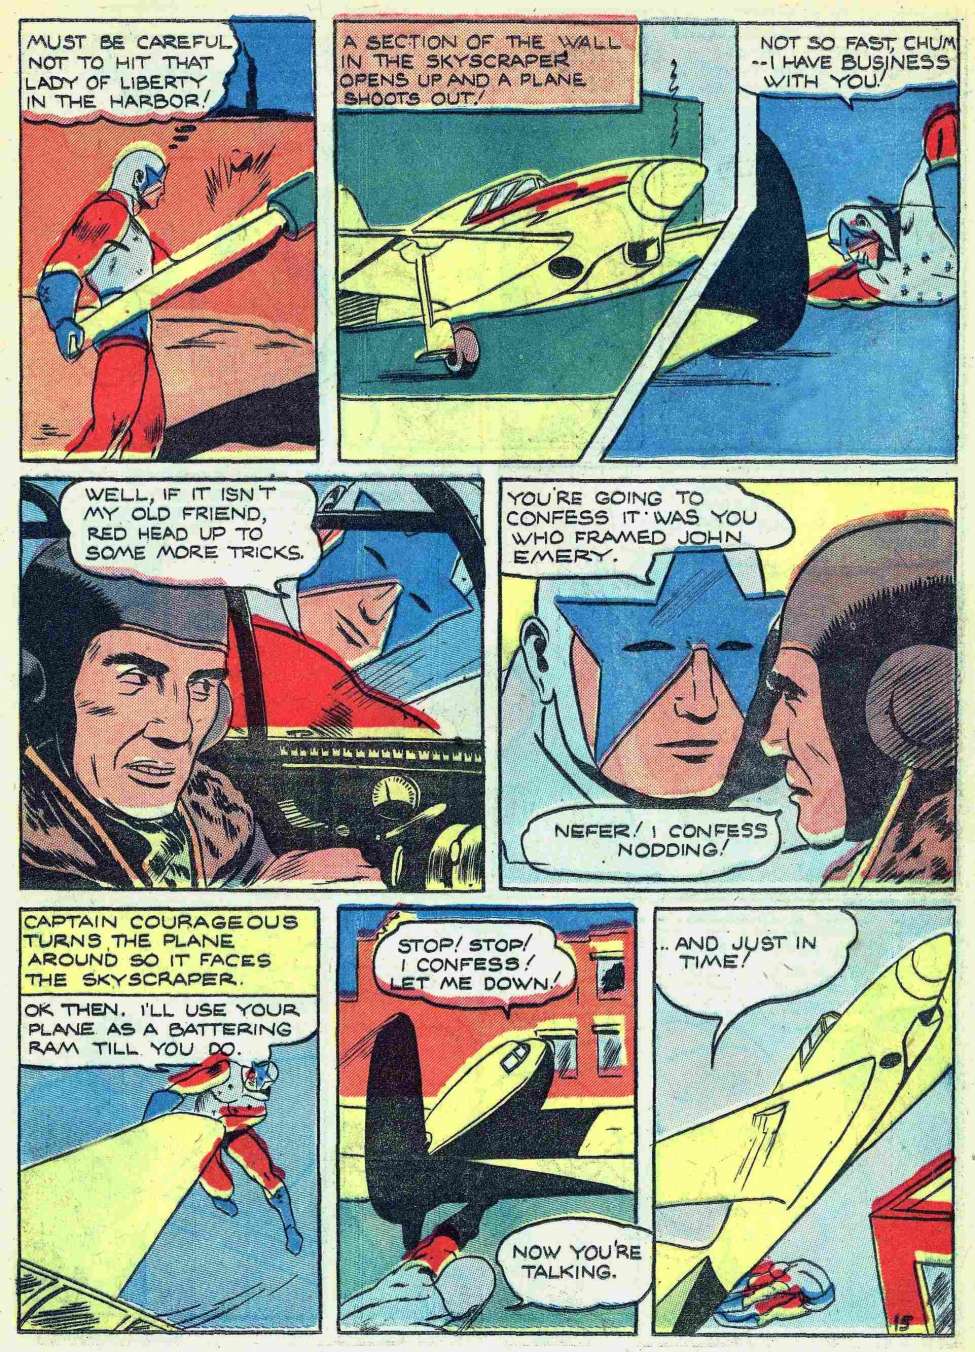 MUST BE CAREFUL
NOT TO HIT THAT
LADY OF LIBERTY
IN THE HARBOR!
A SECTION OF THE WALL
IN THE SKYSCRAPER
OPENS UP AND A PLANE
SHOOTS OUT!
NOT SO FAST, CHUM
--I HAVE BUSINESS
WITH YOU!
WELL, IF IT ISN'T
MY OLD FRIEND,
RED HEAD UP TO
SOME MORE TRICKS.
YOU'RE GOING TO
CONFESS IT WAS YOU
WHO FRAMED JOHN
EMERY.
NEFER! I CONFESS
NODDING!
CAPTAIN COURAGEOUS
TURNS THE PLANE
AROUND SO IT FACES
THE SKYSCRAPER.
OK THEN. I'LL USE YOUR
PLANE AS A BATTERING
RAM TILL YOU DO.
STOP! STOP!
I CONFESS!
LET ME DOWN!
NOW YOU'RE
TALKING.
...AND JUST IN
TIME!
15